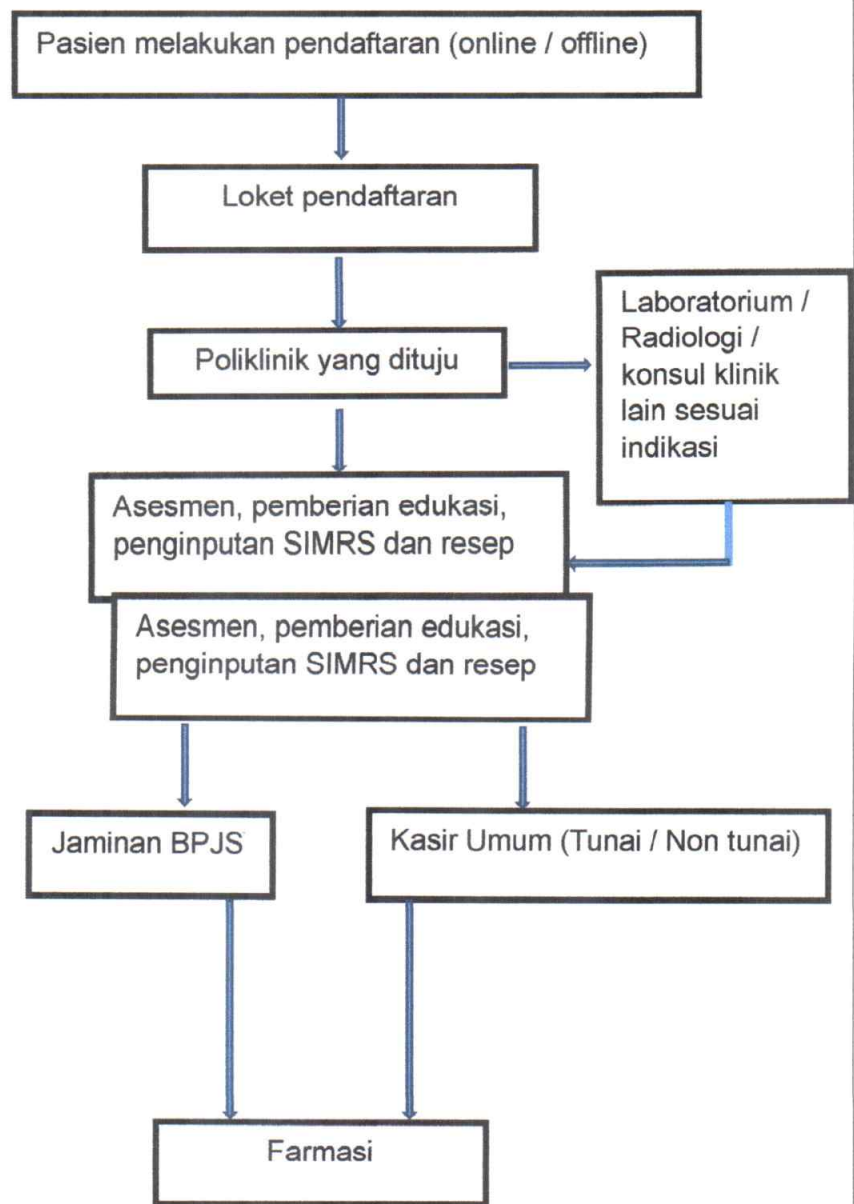 Pasien melakukan pendaftaran (online / offline)
Loket pendaftaran
Poliklinik yang dituju
Laboratorium /
Radiologi /
konsul klinik
lain sesuai
indikasi
Asesmen, pemberian edukasi,
penginputan SIMRS dan resep
Asesmen, pemberian edukasi,
penginputan SIMRS dan resep
Jaminan BPJS
Kasir Umum (Tunai / Non tunai)
Farmasi